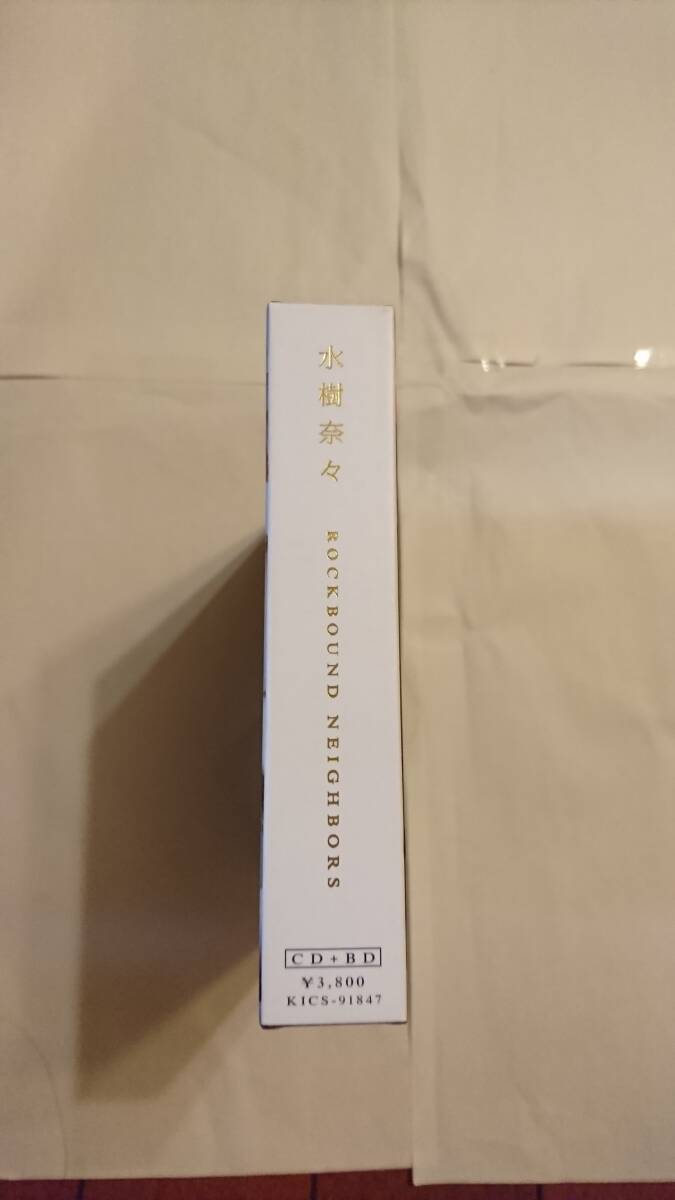 水樹奈々
ROCKBOUND NEIGHBORS
CD+BD
¥3,800
KICS-91847